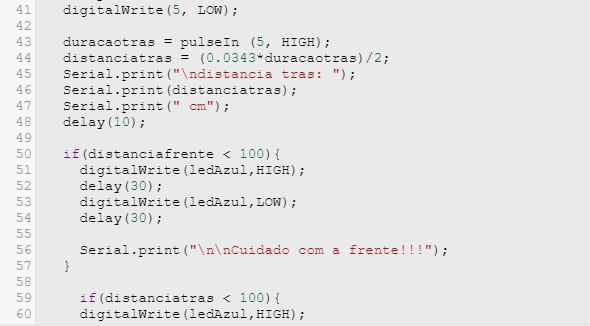 41 digitalWrite(5, LOW);
42
43 duracaotras = pulseIn (5, HIGH);
44 distanciatras = (0.0343*duracaotras)/2;
45 Serial.print("\ndistancia tras: ");
46 Serial.print(distanciatras);
47 Serial.print(" cm");
48 delay(10);
49
50 if(distanciafrente < 100){
51 digitalWrite(ledAzul,HIGH);
52 delay(30);
53 digitalWrite(ledAzul,LOW);
54 delay(30);
55
56 Serial.print("\n\nCuidado com a frente!!!");
57 }
58
59 if(distanciatras < 100){
60 digitalWrite(ledAzul,HIGH);